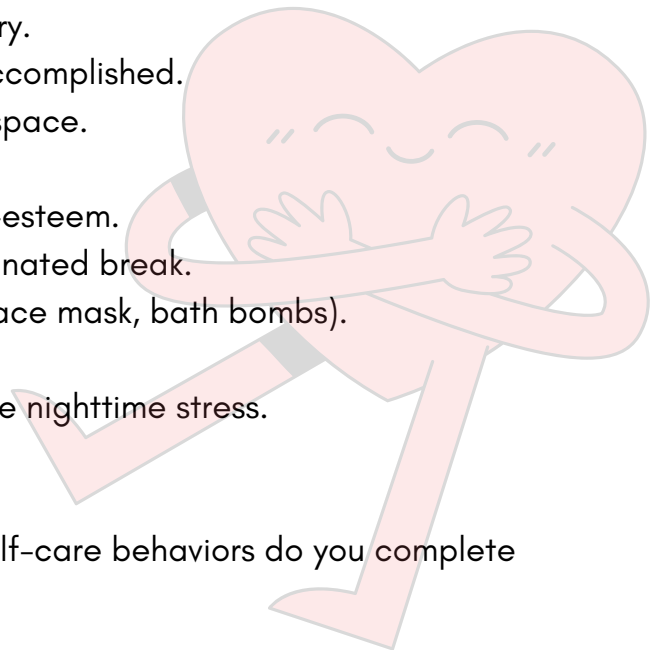 ry.
ccomplished.
space.
-esteem.
nated break.
ace mask, bath bombs).
e nighttime stress.
lf-care behaviors do you complete